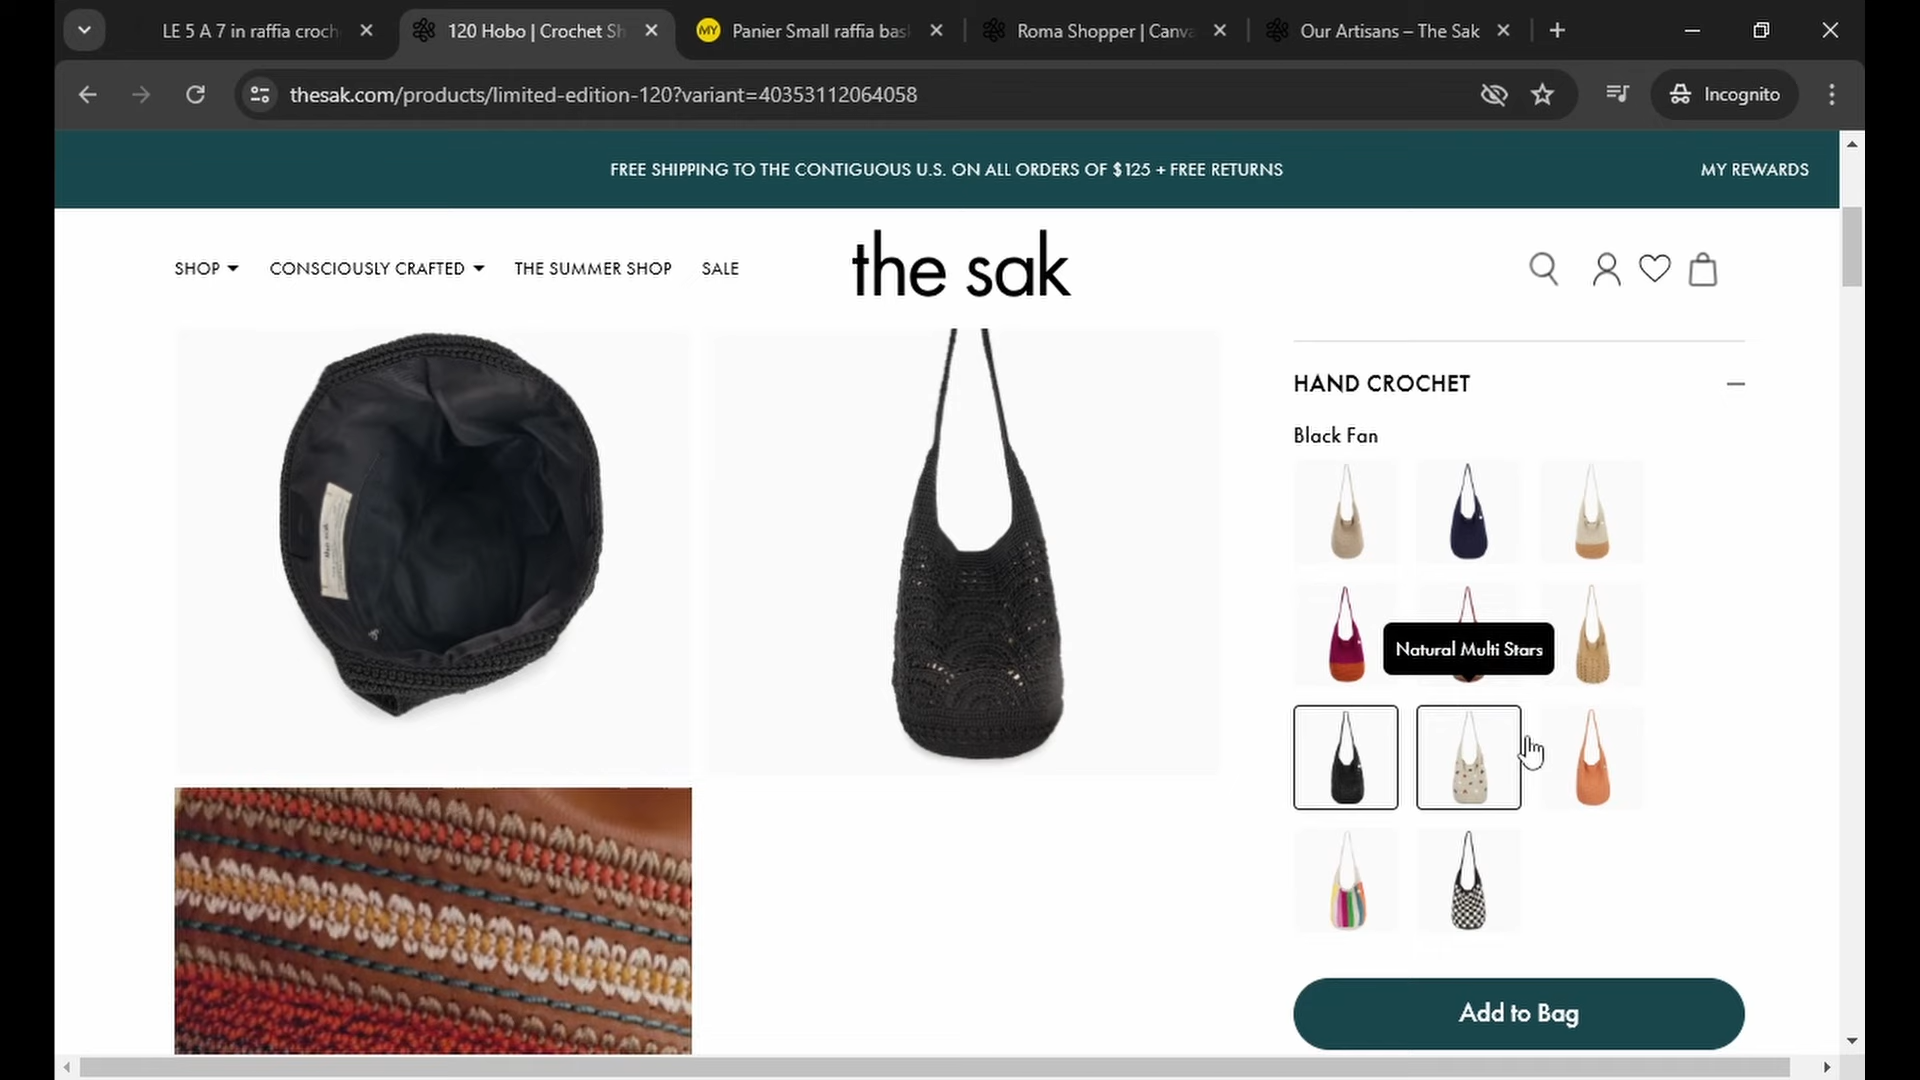 LE 5 A 7 in raffia croch
120 Hobo | Crochet Sh
MY
Panier Small raffia bas
Roma Shopper | Canva
Our Artisans – The Sak
thesak.com/products/limited-edition-120?variant=40353112064058
Incognito
FREE SHIPPING TO THE CONTIGUOUS U.S. ON ALL ORDERS OF $125 + FREE RETURNS
MY REWARDS
SHOP
CONSCIOUSLY CRAFTED
THE SUMMER SHOP
SALE
the sak
HAND CROCHET
Black Fan
Natural Multi Stars
Add to Bag